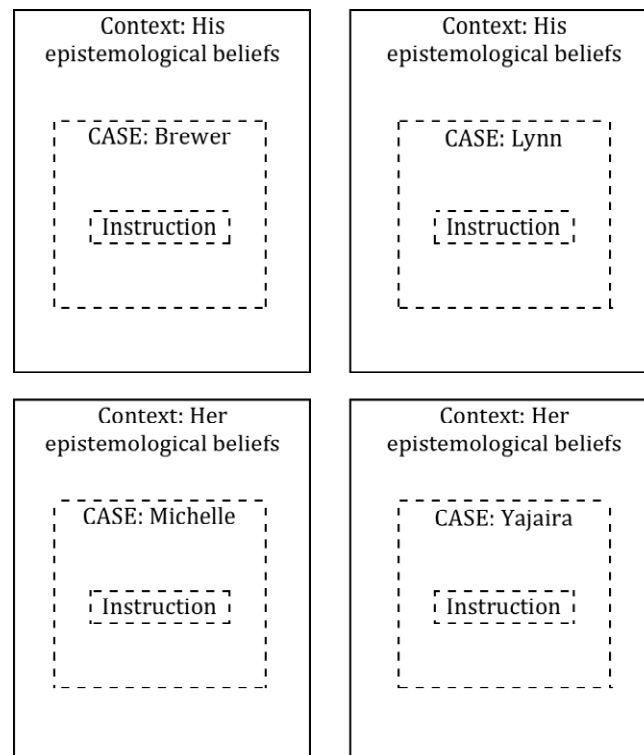 Context: His
epistemological beliefs
CASE: Brewer
Instruction
Context: His
epistemological beliefs
CASE: Lynn
Instruction
Context: Her
epistemological beliefs
CASE: Michelle
Instruction
Context: Her
epistemological beliefs
CASE: Yajaira
Instruction